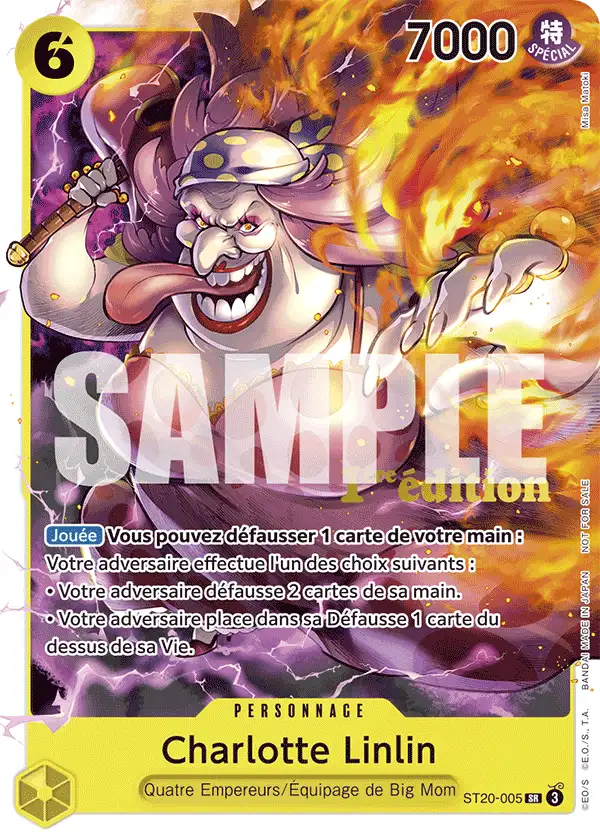 6
7000
特
SPÉCIAL
Misa Matoki
SAMPLE
1re édition
Jouée Vous pouvez défausser 1 carte de votre main :
Votre adversaire effectue l'un des choix suivants :
• Votre adversaire défausse 2 cartes de sa main.
• Votre adversaire place dans sa Défausse 1 carte du
dessus de sa Vie.
©EO/S ©E.O./S., T.A. BANDAI MADE IN JAPAN NOT FOR SALE
PERSONNAGE
Charlotte Linlin
Quatre Empereurs/Équipage de Big Mom
ST20-005 SR 3